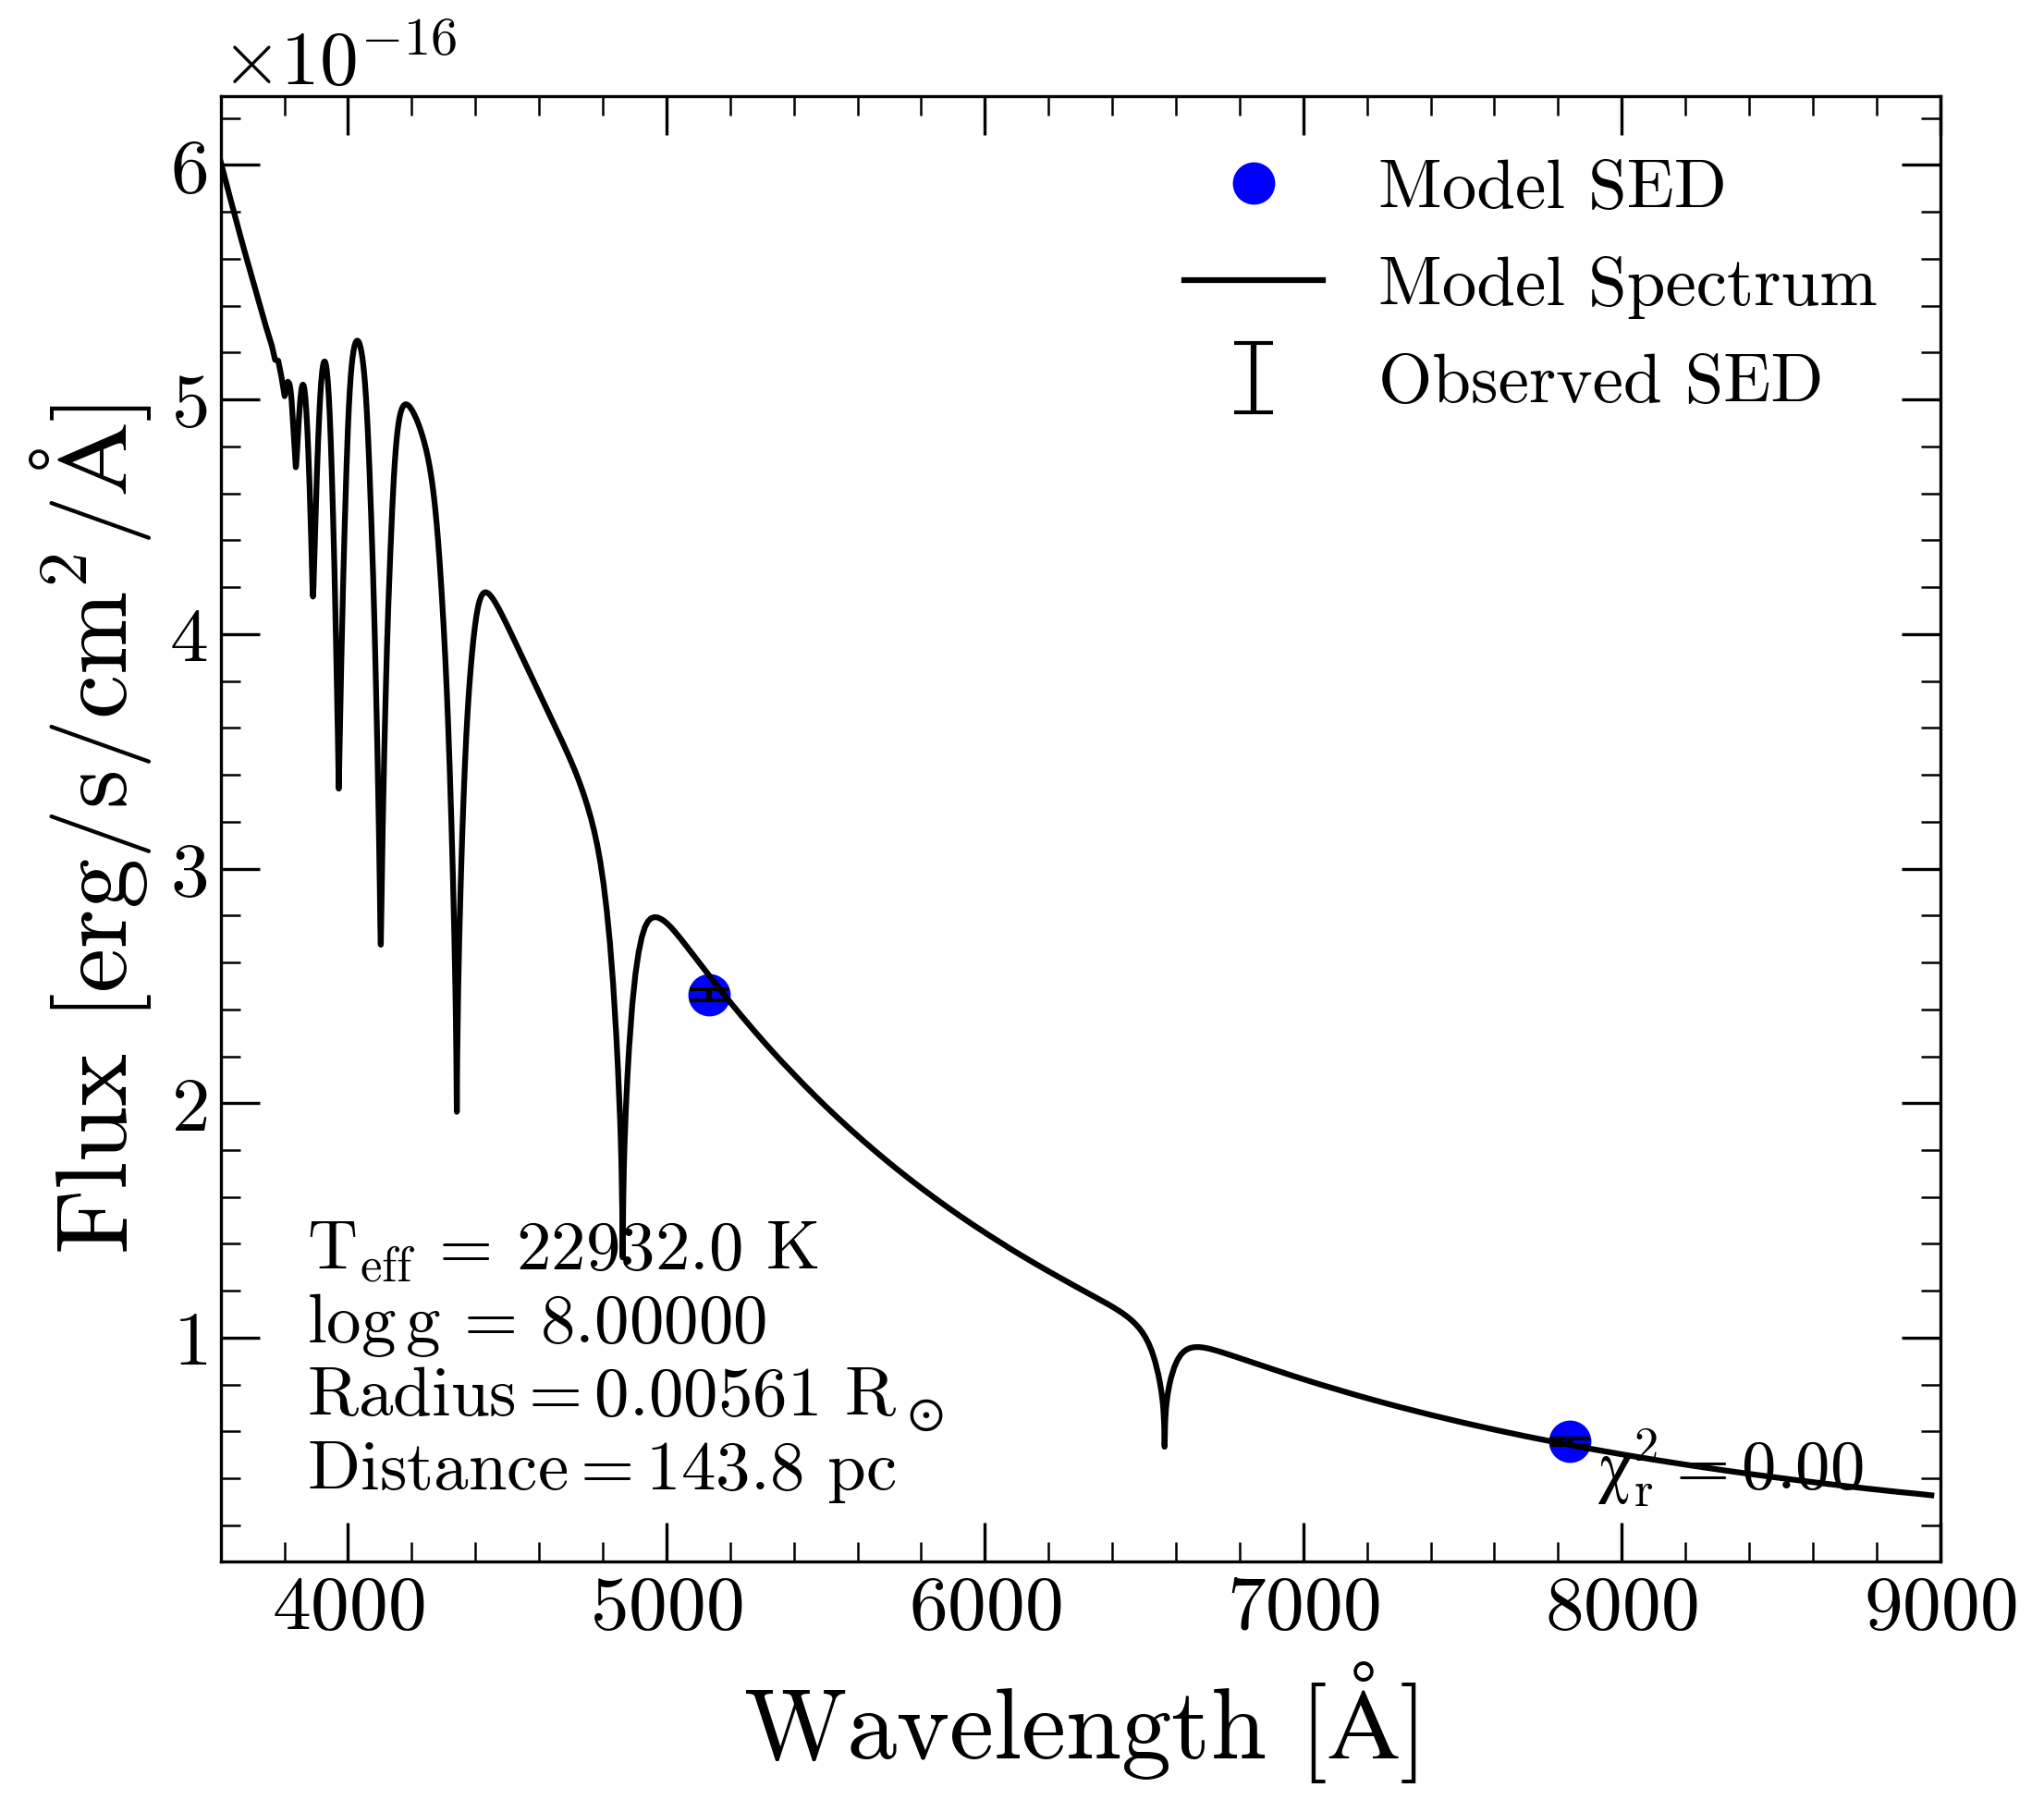 ×10⁻¹⁶
6
5
4
3
2
1
Flux [erg/s/cm²/Å]
Model SED
Model Spectrum
Observed SED
T_eff = 22932.0 K
log g = 8.00000
Radius = 0.00561 R_⊙
Distance = 143.8 pc
χ_r² = 0.00
4000 5000 6000 7000 8000 9000
Wavelength [Å]